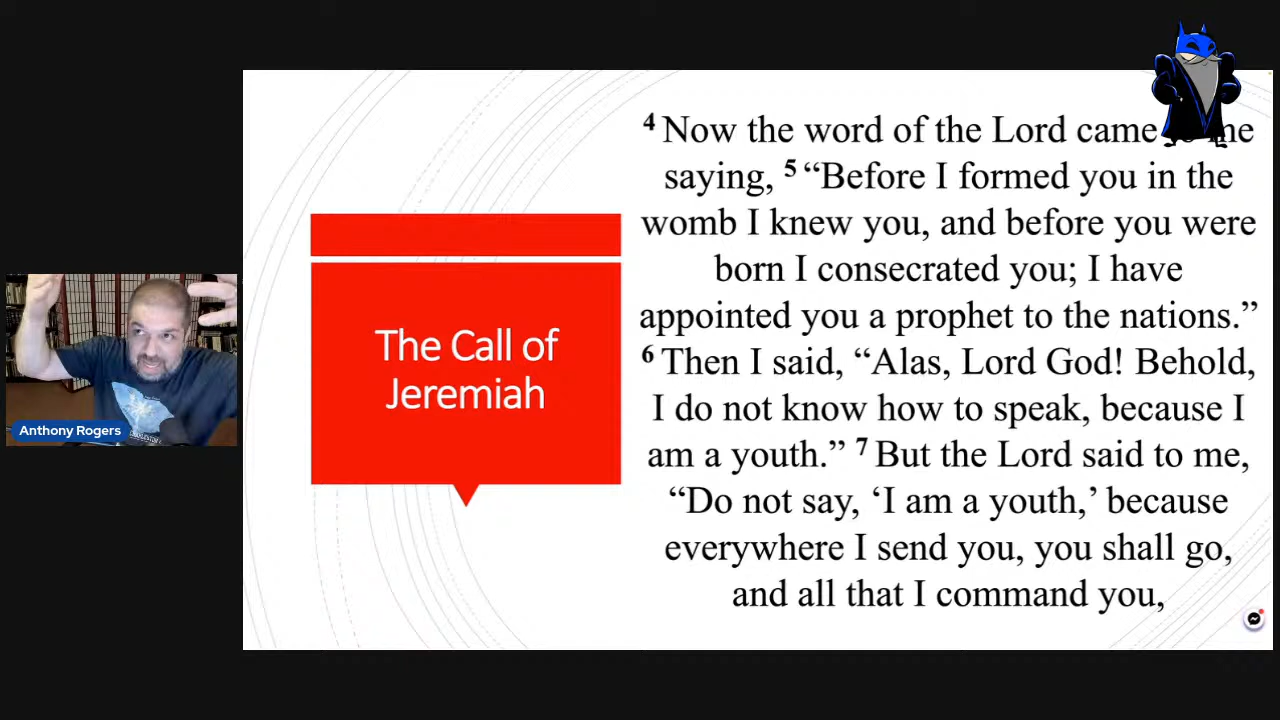 4 Now the word of the Lord came me
saying, 5 “Before I formed you in the
womb I knew you, and before you were
born I consecrated you; I have
appointed you a prophet to the nations.”
6 Then I said, “Alas, Lord God! Behold,
I do not know how to speak, because I
am a youth.” 7 But the Lord said to me,
“Do not say, ‘I am a youth,’ because
everywhere I send you, you shall go,
and all that I command you,
The Call of
Jeremiah
Anthony Rogers